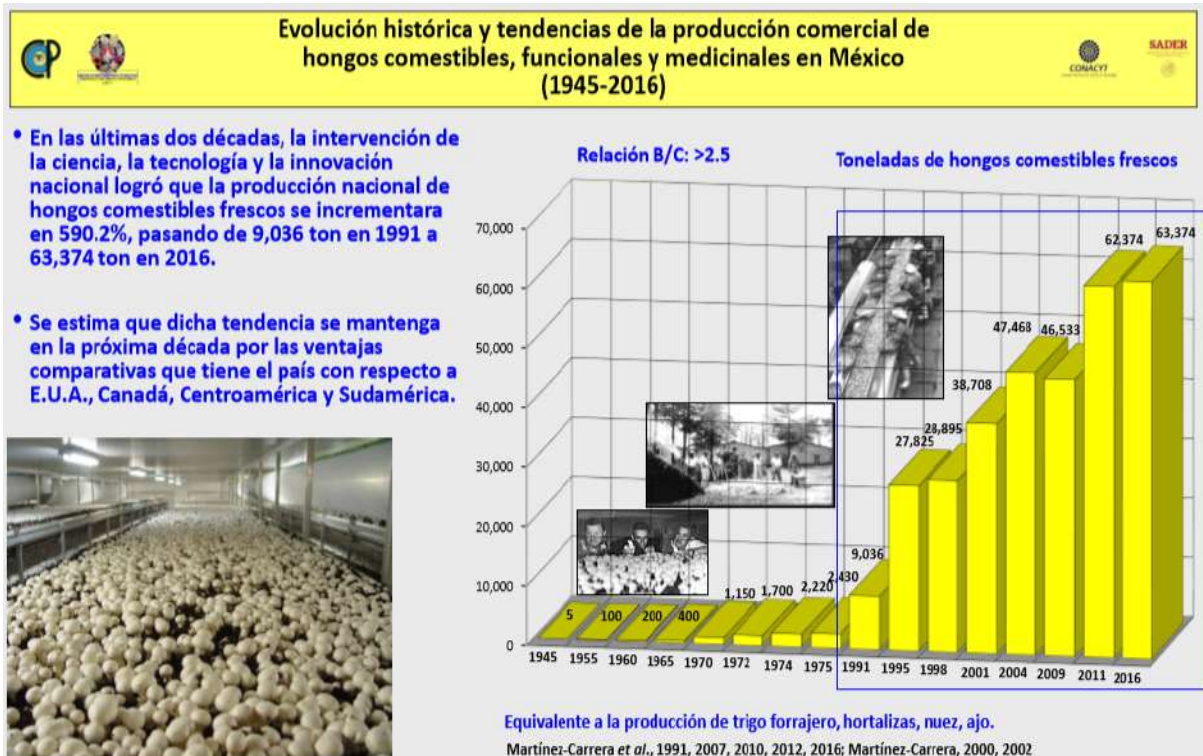 Evolución histórica y tendencias de la producción comercial de
hongos comestibles, funcionales y medicinales en México
(1945-2016)
CP
CONACYT
SADER
• En las últimas dos décadas, la intervención de
la ciencia, la tecnología y la innovación
nacional logró que la producción nacional de
hongos comestibles frescos se incrementara
en 590.2%, pasando de 9,036 ton en 1991 a
63,374 ton en 2016.
• Se estima que dicha tendencia se mantenga
en la próxima década por las ventajas
comparativas que tiene el país con respecto a
E.U.A., Canadá, Centroamérica y Sudamérica.
Relación B/C: >2.5
Toneladas de hongos comestibles frescos
70,000
60,000
50,000
40,000
30,000
20,000
10,000
0
5
100
200
400
1,150
1,700
2,220
2,430
9,036
27,825
28,895
38,708
47,468
46,533
62,374
63,374
1945
1955
1960
1965
1970
1972
1974
1975
1991
1995
1998
2001
2004
2009
2011
2016
Equivalente a la producción de trigo forrajero, hortalizas, nuez, ajo.
Martínez-Carrera et al., 1991, 2007, 2010, 2012, 2016; Martínez-Carrera, 2000, 2002